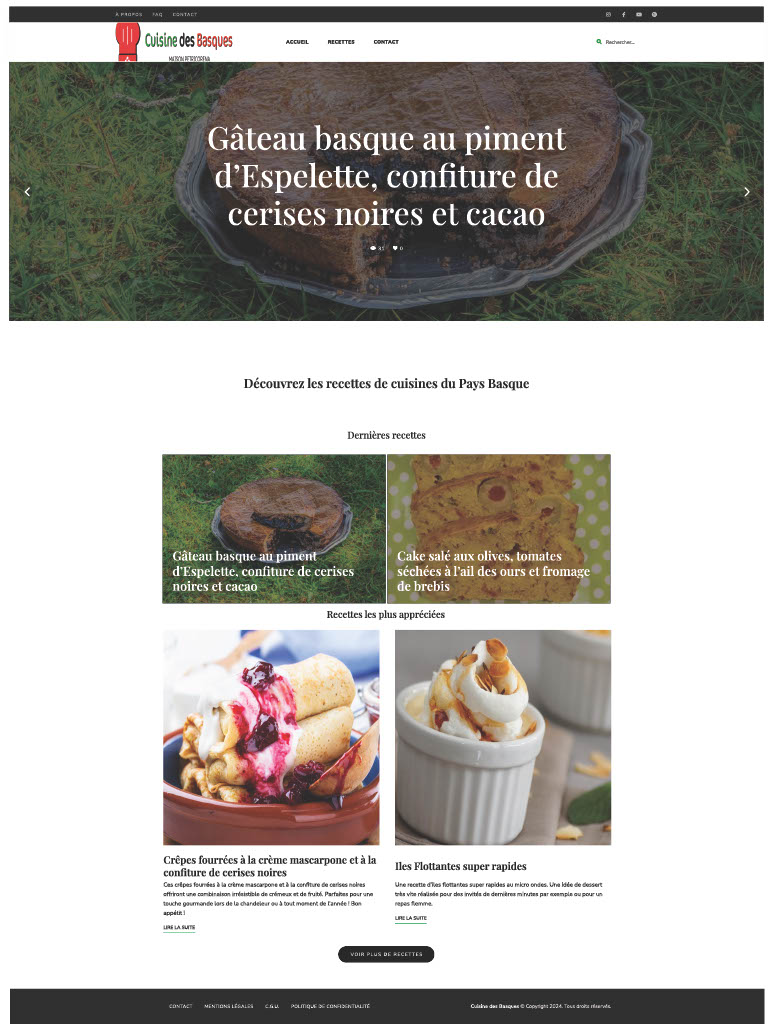 À PROPOS FAQ CONTACT
Cuisine des Basques
MAISON PETRICORENA
ACCUEIL RECETTES CONTACT
Rechercher...
Gâteau basque au piment
d'Espelette, confiture de
cerises noires et cacao
31 0
Découvrez les recettes de cuisines du Pays Basque
Dernières recettes
Gâteau basque au piment
d'Espelette, confiture de cerises
noires et cacao
Cake salé aux olives, tomates
séchées à l'ail des ours et fromage
de brebis
Recettes les plus appréciées
Crêpes fourrées à la crème mascarpone et à la
confiture de cerises noires
Ces crêpes fourrées à la crème mascarpone et à la confiture de cerises noires
offriront une combinaison irrésistible de crémeux et de fruité. Parfaites pour une
touche gourmande lors de la chandeleur ou à tout moment de l'année ! Bon
appétit !
LIRE LA SUITE
Iles Flottantes super rapides
Une recette d'îles flottantes super rapides au micro ondes. Une idée de dessert
très vite réalisée pour des invités de dernières minutes par exemple ou pour un
repas flemme.
LIRE LA SUITE
VOIR PLUS DE RECETTES
CONTACT MENTIONS LÉGALES C.G.U. POLITIQUE DE CONFIDENTIALITÉ
Cuisine des Basques © Copyright 2024. Tous droits réservés.